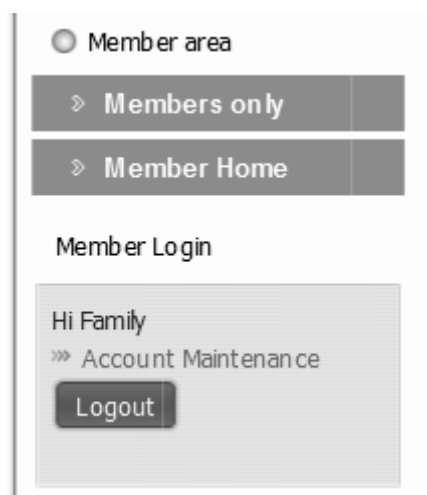 Member area
Members only
Member Home
Member Login
Hi Family
Account Maintenance
Logout